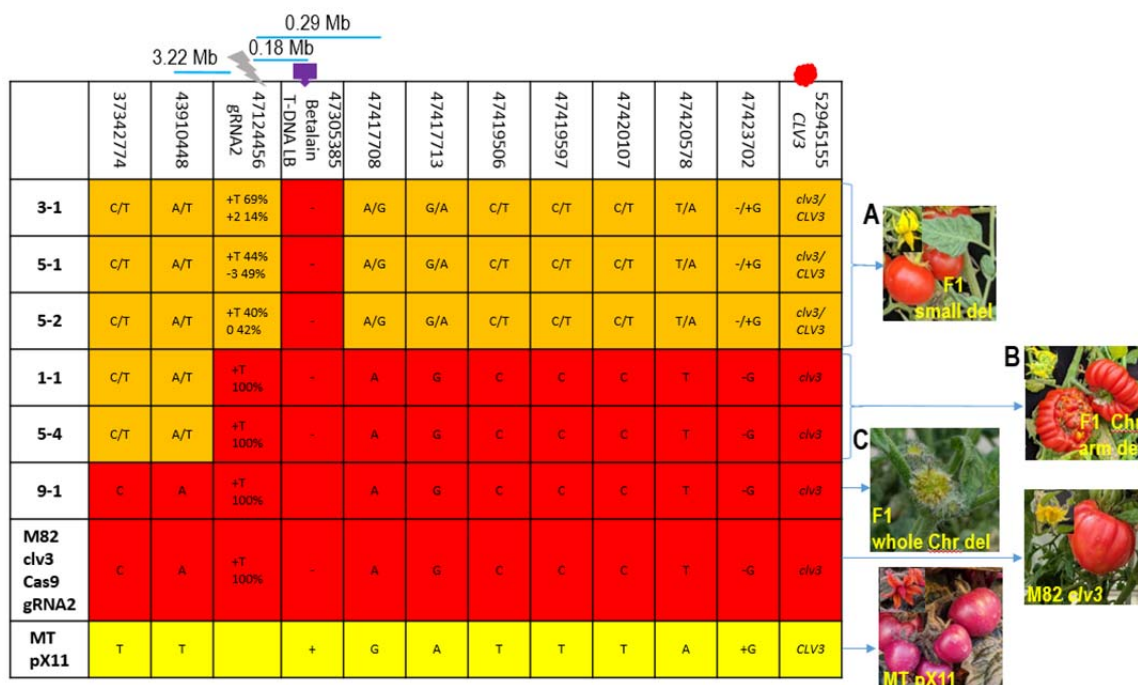 0.29 Mb
0.18 Mb
3.22 Mb
37342774
43910448
47124456
gRNA2
47305385
Betalain
T-DNA LB
47417708
47417713
47419506
47419597
47420107
47420578
47423702
52945155
CLV3
3-1
C/T
A/T
+T 69%
+2 14%
-
A/G
G/A
C/T
C/T
C/T
T/A
-/+G
clv3/
CLV3
5-1
C/T
A/T
+T 44%
-3 49%
-
A/G
G/A
C/T
C/T
C/T
T/A
-/+G
clv3/
CLV3
5-2
C/T
A/T
+T 40%
0 42%
-
A/G
G/A
C/T
C/T
C/T
T/A
-/+G
clv3/
CLV3
1-1
C/T
A/T
+T
100%
-
A
G
C
C
C
T
-G
clv3
5-4
C/T
A/T
+T
100%
-
A
G
C
C
C
T
-G
clv3
9-1
C
A
+T
100%
A
G
C
C
C
T
-G
clv3
M82
clv3
Cas9
gRNA2
C
A
+T
100%
-
A
G
C
C
C
T
-G
clv3
MT
pX11
T
T
+
G
A
T
T
T
A
+G
CLV3
A
F1
small del
B
F1 Chr
arm de
C
F1
whole Chr del
M82 clv3
MT pX11